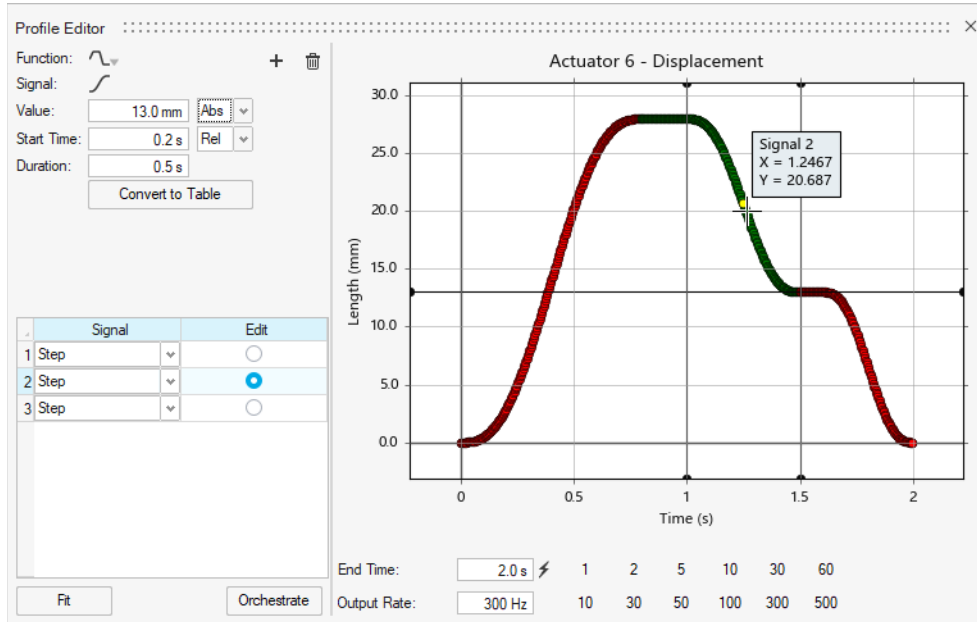 Profile Editor
Function:
Signal:
Value: 13.0 mm Abs
Start Time: 0.2 s Rel
Duration: 0.5 s
Convert to Table
Signal Edit
1 Step
2 Step
3 Step
Fit Orchestrate
Actuator 6 - Displacement
30.0
25.0
20.0
15.0
10.0
5.0
0.0
Length (mm)
Signal 2
X = 1.2467
Y = 20.687
0 0.5 1 1.5 2
Time (s)
End Time: 2.0 s 1 2 5 10 30 60
Output Rate: 300 Hz 10 30 50 100 300 500